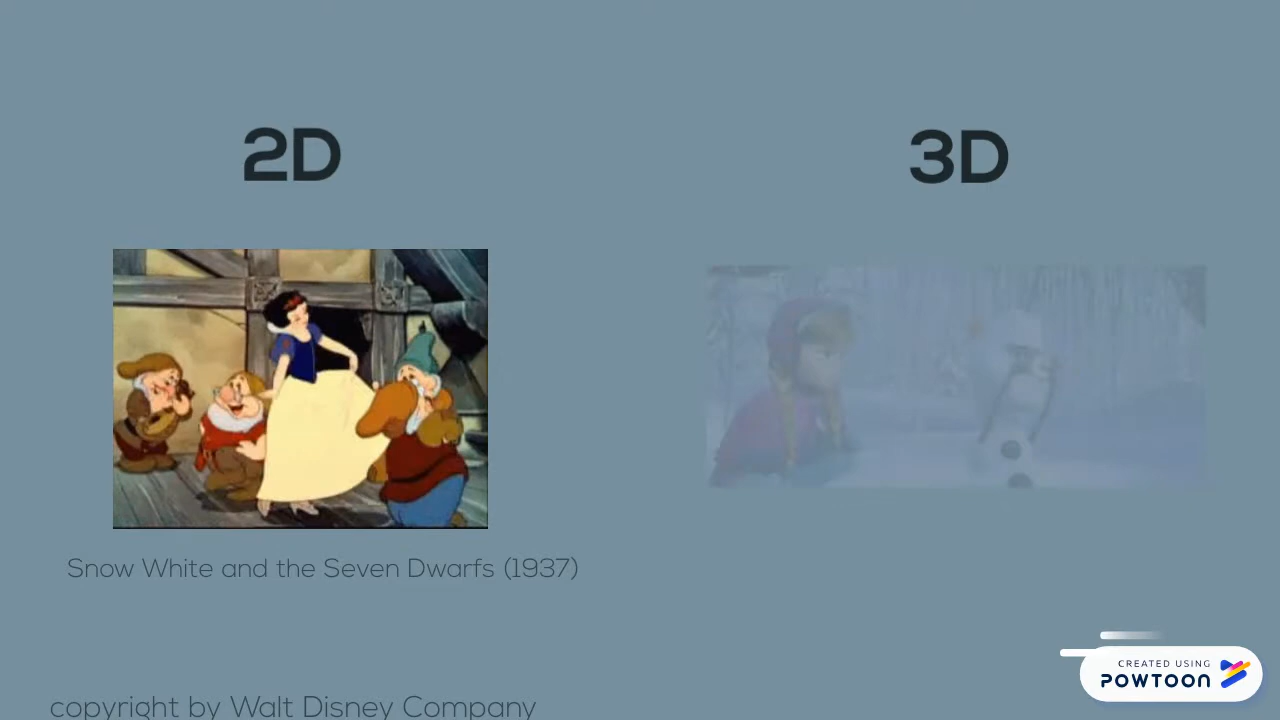 2D
3D
Snow White and the Seven Dwarfs (1937)
copyright by Walt Disney Company
CREATED USING
POWTOON